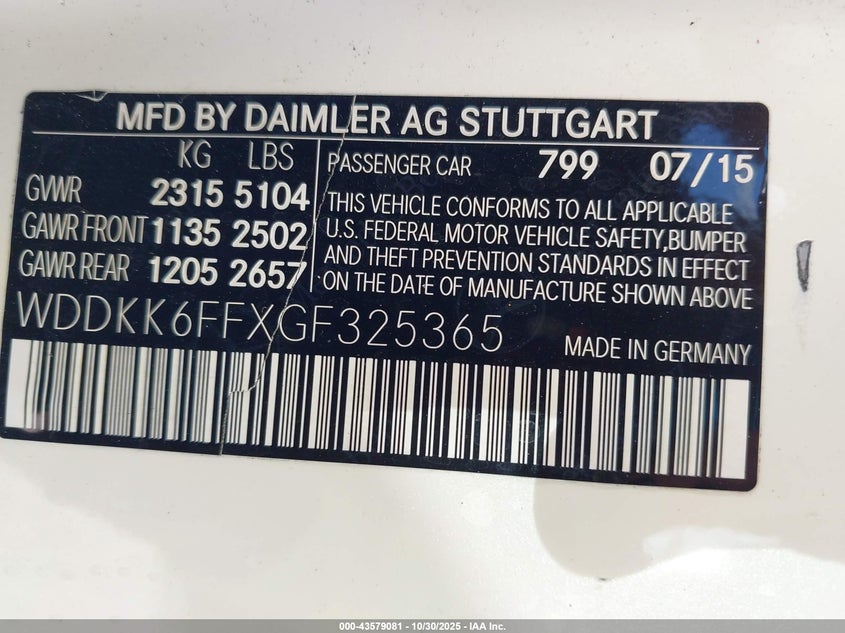 MFD BY DAIMLER AG STUTTGART
KG LBS
GVWR 2315 5104
GAWR FRONT 1135 2502
GAWR REAR 1205 2657
PASSENGER CAR 799 07/15
THIS VEHICLE CONFORMS TO ALL APPLICABLE
U.S. FEDERAL MOTOR VEHICLE SAFETY,BUMPER
AND THEFT PREVENTION STANDARDS IN EFFECT
ON THE DATE OF MANUFACTURE SHOWN ABOVE
WDDKK6FFXGF325365
MADE IN GERMANY
000-43579081 - 10/30/2025 - IAA Inc.